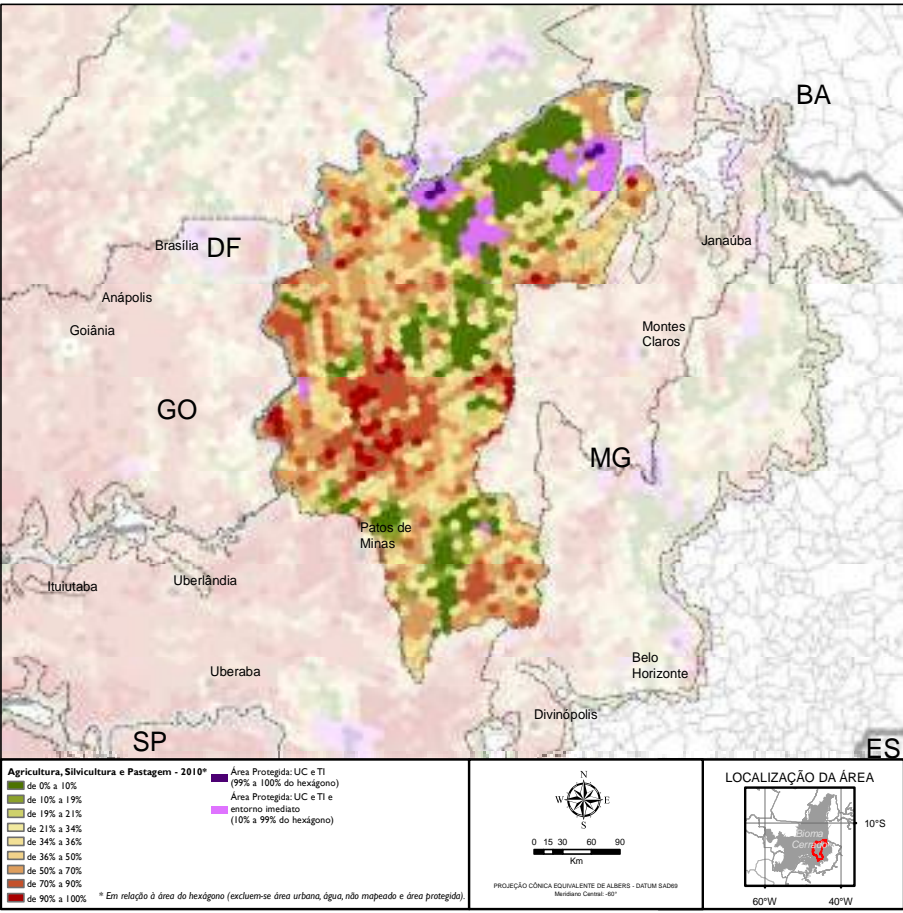 BA
Brasília
DF
Janaúba
Anápolis
Goiânia
Montes
Claros
GO
MG
Patos de
Minas
Ituiutaba
Uberlândia
Uberaba
Belo
Horizonte
Divinópolis
SP
ES
Agricultura, Silvicultura e Pastagem - 2010*
de 0% a 10%
de 10% a 19%
de 19% a 21%
de 21% a 34%
de 34% a 36%
de 36% a 50%
de 50% a 70%
de 70% a 90%
de 90% a 100%
Área Protegida: UC e TI
(99% a 100% do hexágono)
Área Protegida: UC e TI e
entorno imediato
(10% a 99% do hexágono)
* Em relação à área do hexágono (excluem-se área urbana, água, não mapeado e área protegida).
N
W E
S
0 15 30 60 90
Km
PROJEÇÃO CÔNICA EQUIVALENTE DE ALBERS - DATUM SAD69
Meridiano Central: -60°
LOCALIZAÇÃO DA ÁREA
Bioma
Cerrado
10°S
60°W 40°W